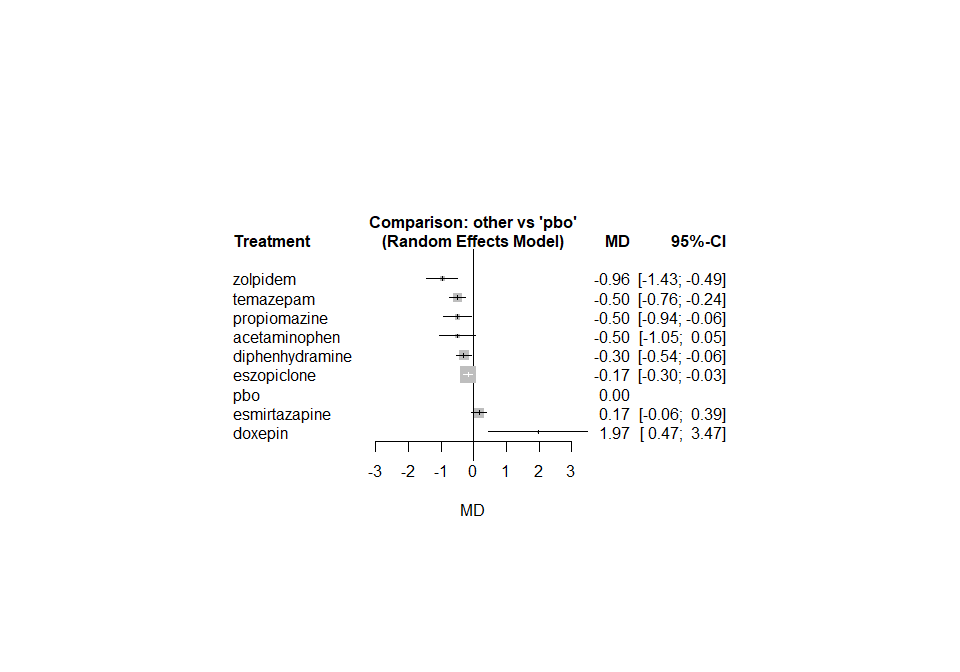 Comparison: other vs 'pbo'
Treatment (Random Effects Model) MD 95%-CI
zolpidem -0.96 [-1.43; -0.49]
temazepam -0.50 [-0.76; -0.24]
propiomazine -0.50 [-0.94; -0.06]
acetaminophen -0.50 [-1.05; 0.05]
diphenhydramine -0.30 [-0.54; -0.06]
eszopiclone -0.17 [-0.30; -0.03]
pbo 0.00
esmirtazapine 0.17 [-0.06; 0.39]
doxepin 1.97 [ 0.47; 3.47]
-3 -2 -1 0 1 2 3
MD